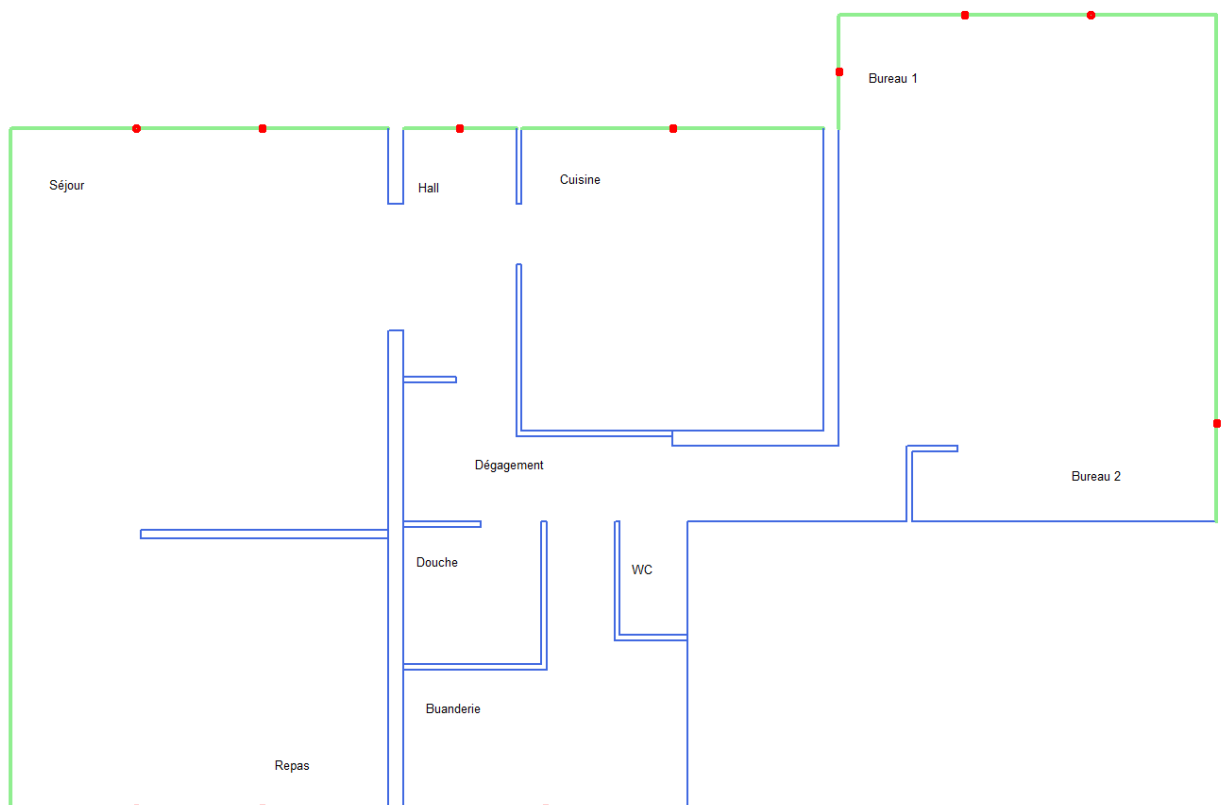 Bureau 1
Séjour
Hall
Cuisine
Dégagement
Bureau 2
Douche
WC
Buanderie
Repas